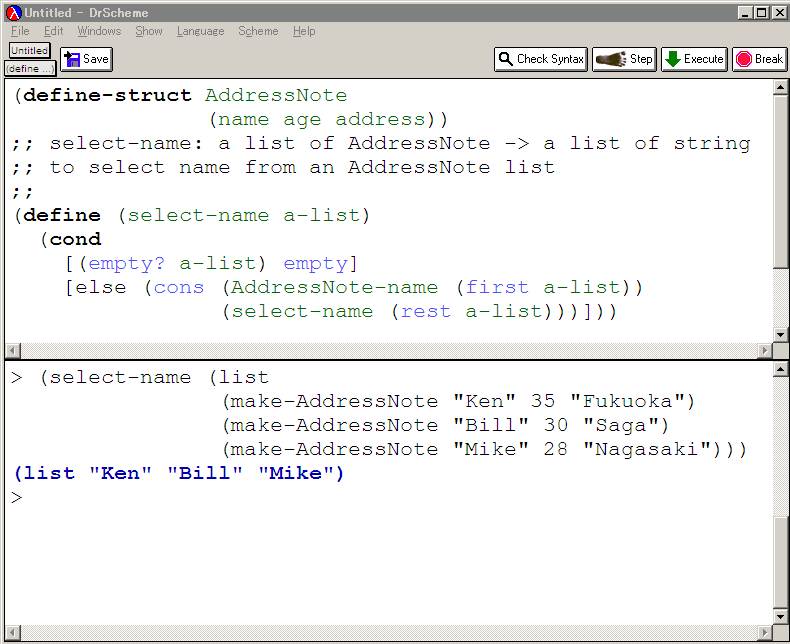 Untitled - DrScheme
File Edit Windows Show Language Scheme Help
Untitled
(define ...)
Save
Check Syntax
Step
Execute
Break
(define-struct AddressNote
(name age address))
;; select-name: a list of AddressNote -> a list of string
;; to select name from an AddressNote list
;;
(define (select-name a-list)
(cond
[(empty? a-list) empty]
[else (cons (AddressNote-name (first a-list))
(select-name (rest a-list)))]))
> (select-name (list
(make-AddressNote "Ken" 35 "Fukuoka")
(make-AddressNote "Bill" 30 "Saga")
(make-AddressNote "Mike" 28 "Nagasaki")))
(list "Ken" "Bill" "Mike")
>